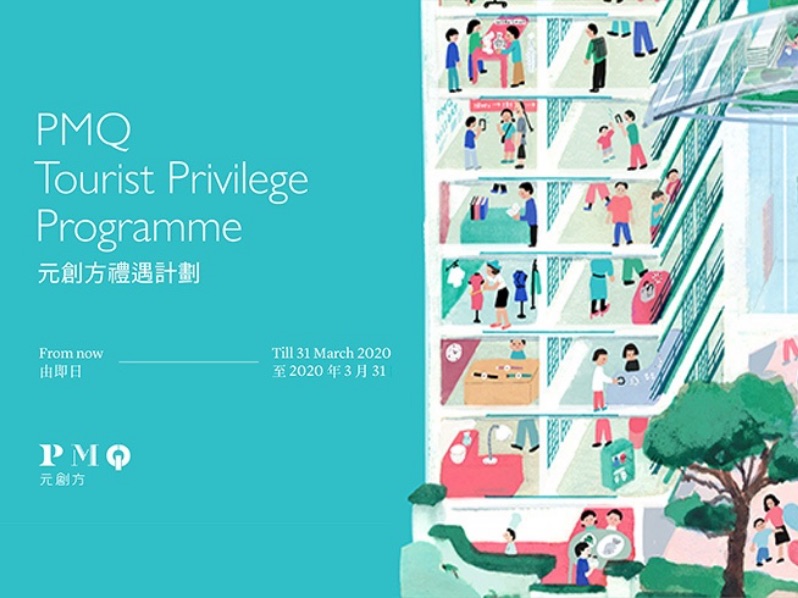 PMQ
Tourist Privilege
Programme
元創方禮遇計劃
From now
Till 31 March 2020
由即日
至 2020 年 3 月 31
PMQ
元創方